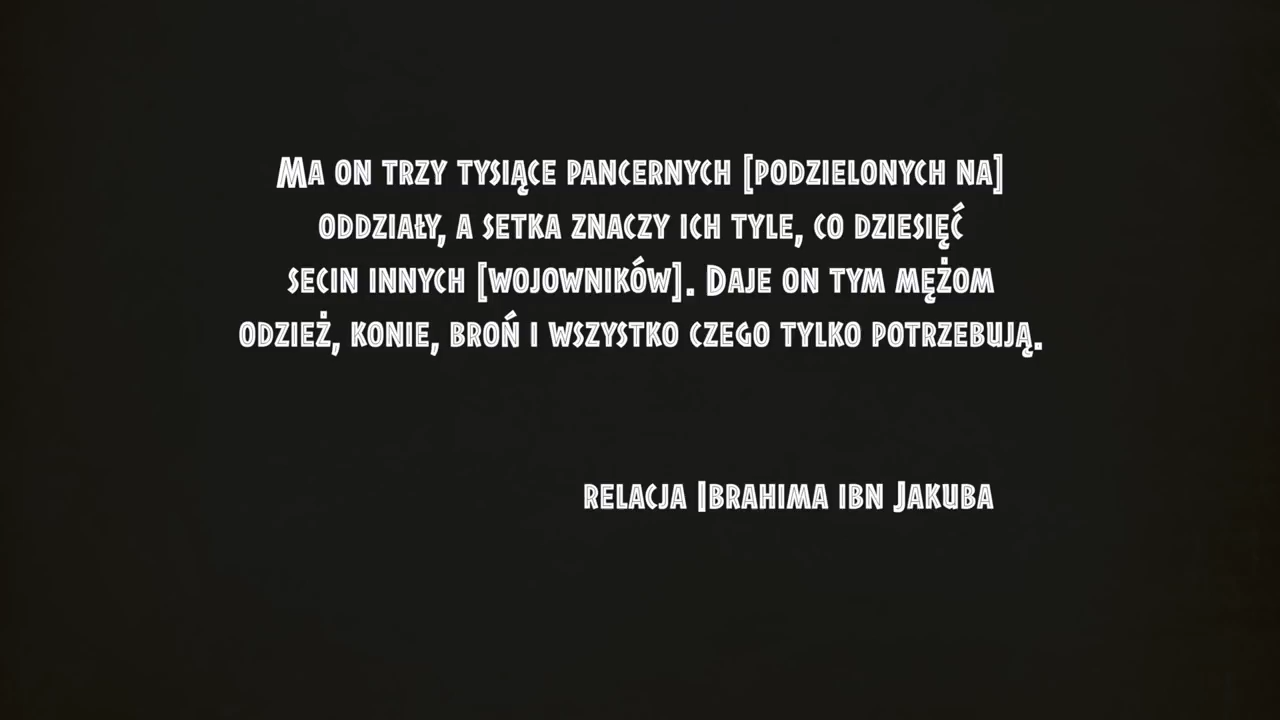 Ma on trzy tysiące pancernych [podzielonych na]
oddziały, a setka znaczy ich tyle, co dziesięć
secin innych [wojowników]. Daje on tym mężom
odzież, konie, broń i wszystko czego tylko potrzebują.
relacja Ibrahima ibn Jakuba